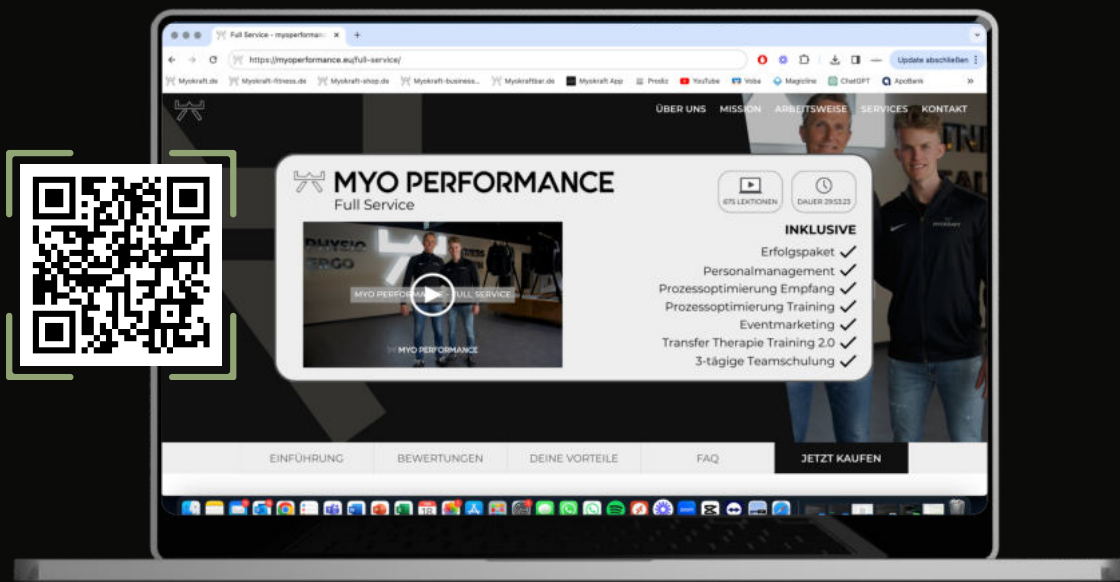 Full Service - myoperforman
https://myoperformance.eu/full-service/
Update abschließen
Myokraft.de
Myokraft-fitness.de
Myokraft-shop.de
Myokraft-business...
Myokraftbar.de
Myokraft App
YouTube
Voba
Magicline
ChatGPT
ApoBank
ÜBER UNS
MISSION
ARBEITSWEISE
SERVICES
KONTAKT
MYO PERFORMANCE
Full Service
675 LEKTIONEN
DAUER 29:53:23
PHYSIO
ERGO
MYO PERFORMANCE - FULL SERVICE
MYO PERFORMANCE
INKLUSIVE
Erfolgspaket
Personalmanagement
Prozessoptimierung Empfang
Prozessoptimierung Training
Eventmarketing
Transfer Therapie Training 2.0
3-tägige Teamschulung
EINFÜHRUNG
BEWERTUNGEN
DEINE VORTEILE
FAQ
JETZT KAUFEN